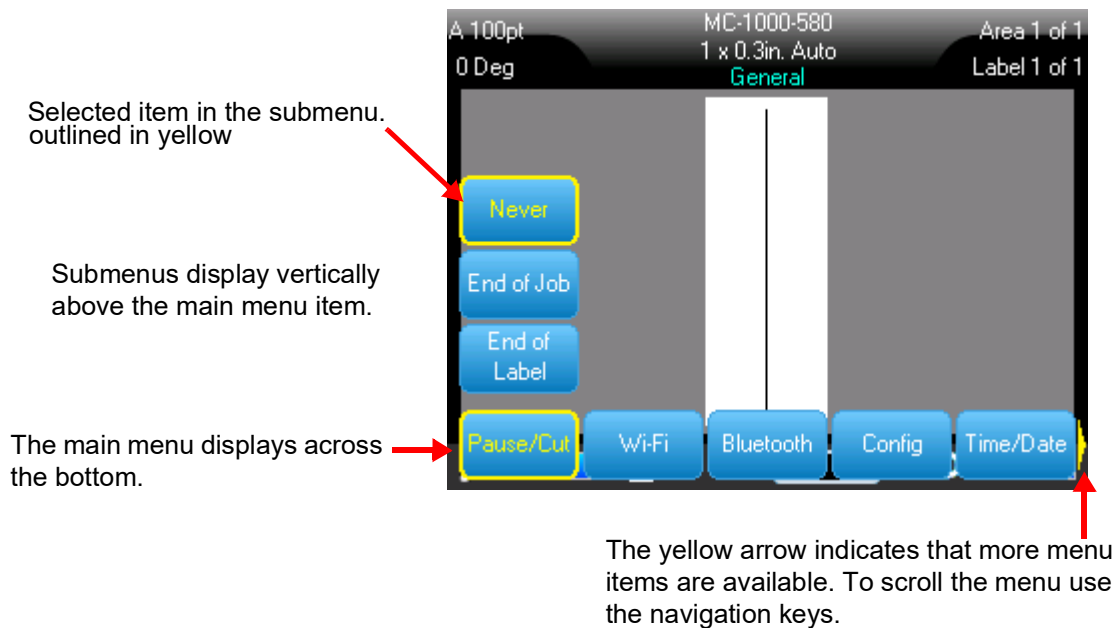 A 100pt
MC-1000-580
Area 1 of 1
0 Deg
1 x 0.3in. Auto
Label 1 of 1
General
Selected item in the submenu.
outlined in yellow
Never
Submenus display vertically
above the main menu item.
End of Job
End of
Label
The main menu displays across
the bottom.
Pause/Cut
Wi-Fi
Bluetooth
Config
Time/Date
The yellow arrow indicates that more menu
items are available. To scroll the menu use
the navigation keys.